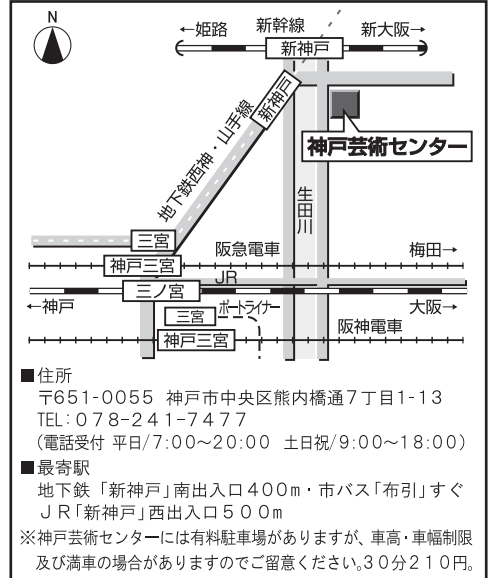 N
←姫路 新幹線 新大阪→
新神戸
新神戸
地下鉄西神・山手線
神戸芸術センター
生田川
三宮
阪急電車 梅田→
神戸三宮
JR
三ノ宮
←神戸 ポートライナー 大阪→
三宮
阪神電車
神戸三宮
■住所
〒651-0055 神戸市中央区熊内橋通7丁目1-13
TEL:078-241-7477
(電話受付 平日/7:00～20:00 土日祝/9:00～18:00)
■最寄駅
地下鉄「新神戸」南出入口400m・市バス「布引」すぐ
JR「新神戸」西出入口500m
※神戸芸術センターには有料駐車場がありますが、車高・車幅制限
及び満車の場合がありますのでご留意ください。30分210円。